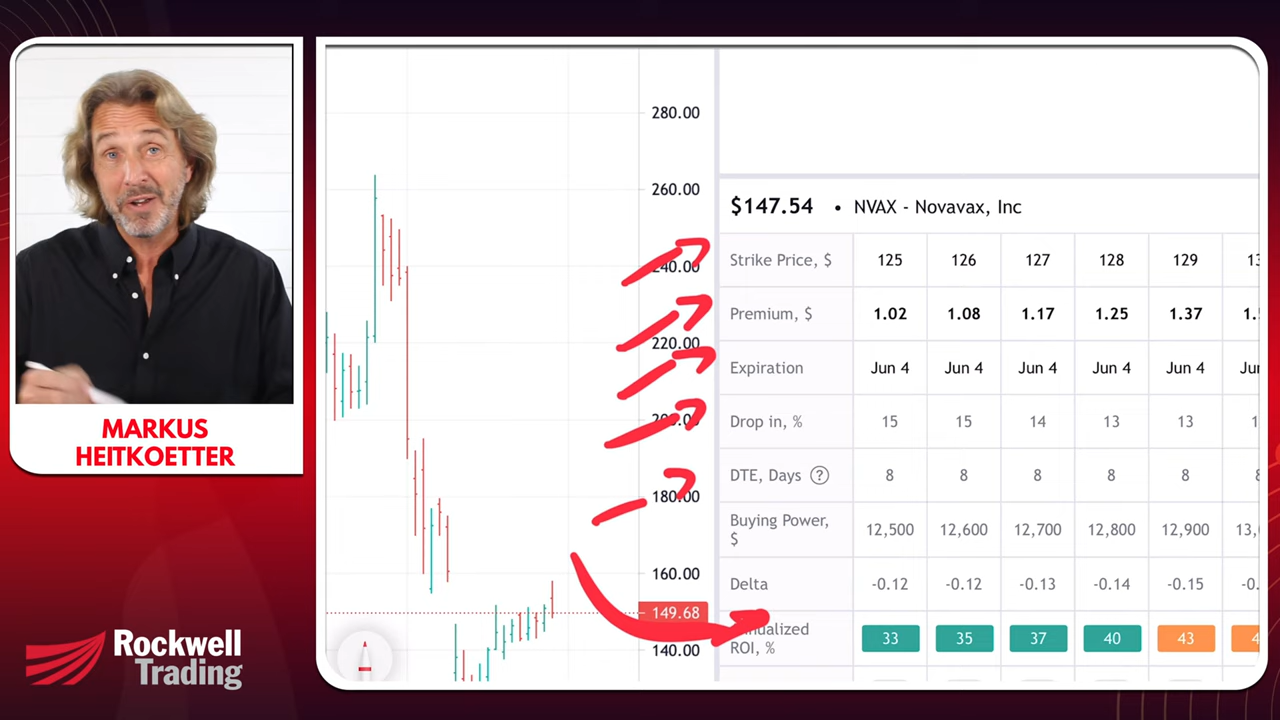 MARKUS
HEITKOETTER
Rockwell
Trading
280.00
260.00
240.00
220.00
180.00
160.00
149.68
140.00
$147.54 • NVAX - Novavax, Inc
Strike Price, $ 125 126 127 128 129
Premium, $ 1.02 1.08 1.17 1.25 1.37
Expiration Jun 4 Jun 4 Jun 4 Jun 4 Jun 4
Drop in, % 15 15 14 13 13
DTE, Days ? 8 8 8 8 8
Buying Power,
$ 12,500 12,600 12,700 12,800 12,900
Delta -0.12 -0.12 -0.13 -0.14 -0.15
ROI, % 33 35 37 40 43